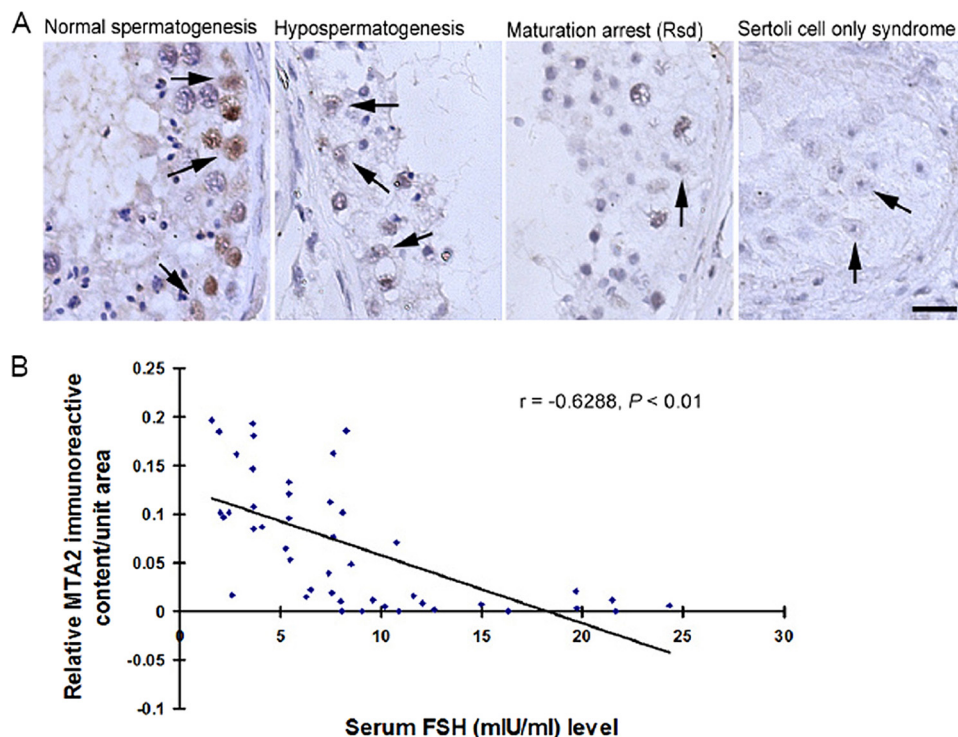 A
Normal spermatogenesis
Hypospermatogenesis
Maturation arrest (Rsd)
Sertoli cell only syndrome
B
r = -0.6288, P < 0.01
Relative MTA2 immunoreactive
content/unit area
0.25
0.2
0.15
0.1
0.05
0
-0.05
-0.1
0
5
10
15
20
25
30
Serum FSH (mIU/ml) level